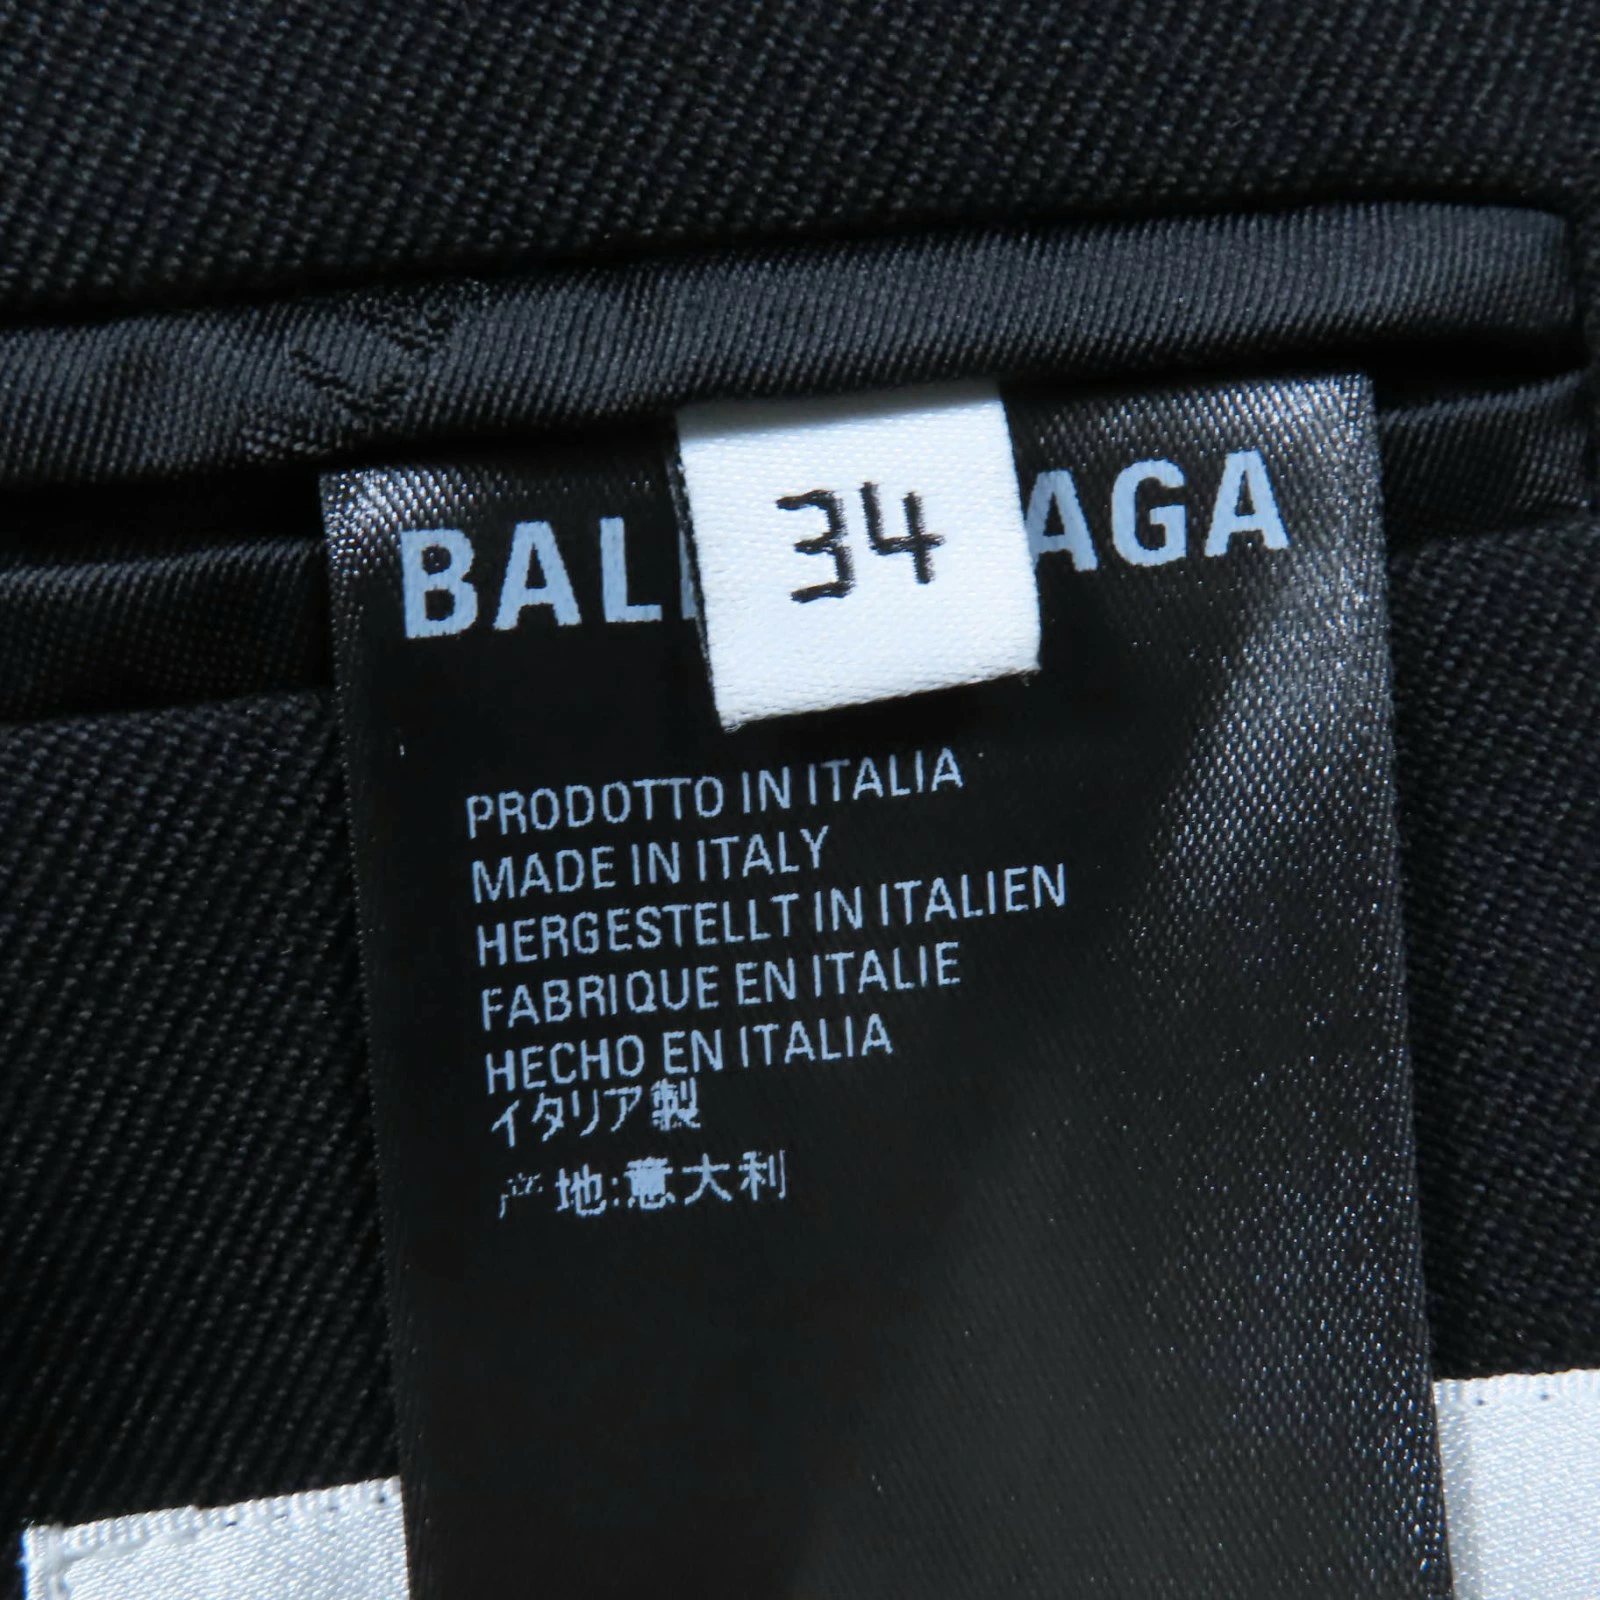 BAL AGA
34
PRODOTTO IN ITALIA
MADE IN ITALY
HERGESTELLT IN ITALIEN
FABRIQUE EN ITALIE
HECHO EN ITALIA
イタリア製
产地:意大利